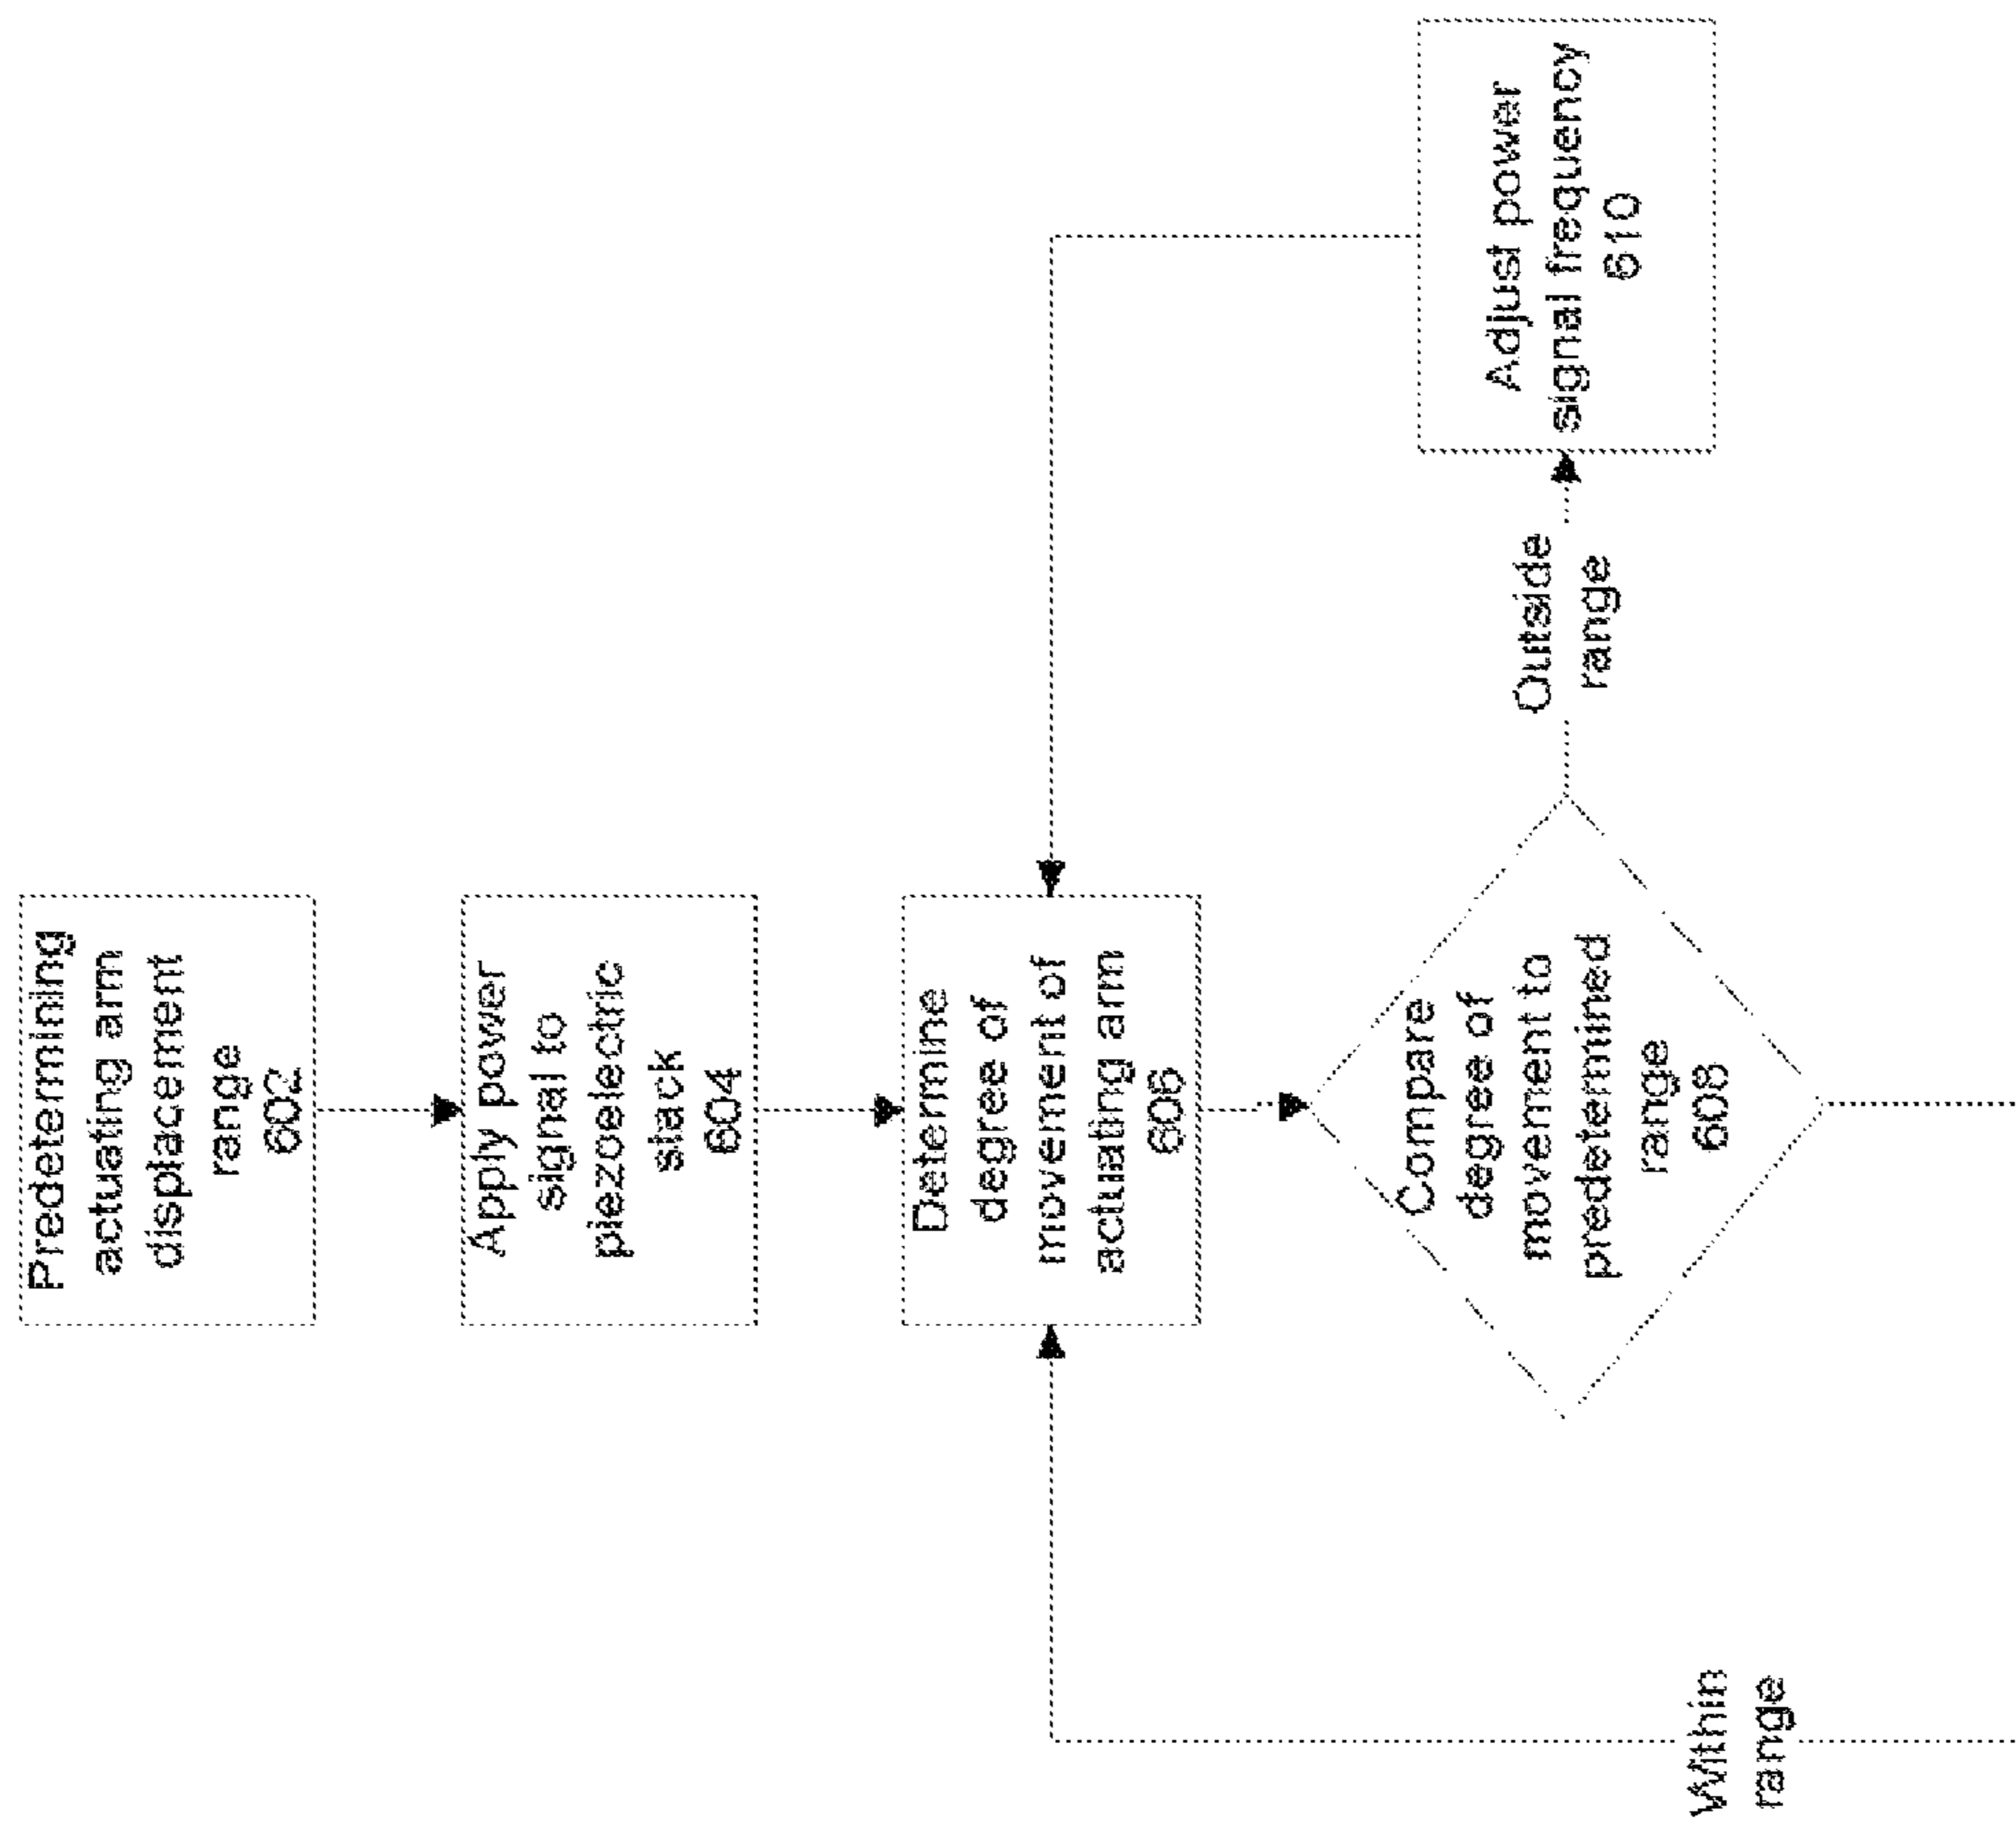 Predetermining
actuating arm
displacement
range
602
Apply power
signal to
piezoelectric
stack
604
Determine
degree of
movement of
actuating arm
606
Compare
degree of
movement to
predetermined
range
608
Outside
range
Adjust power
signal frequency
610
Within
range